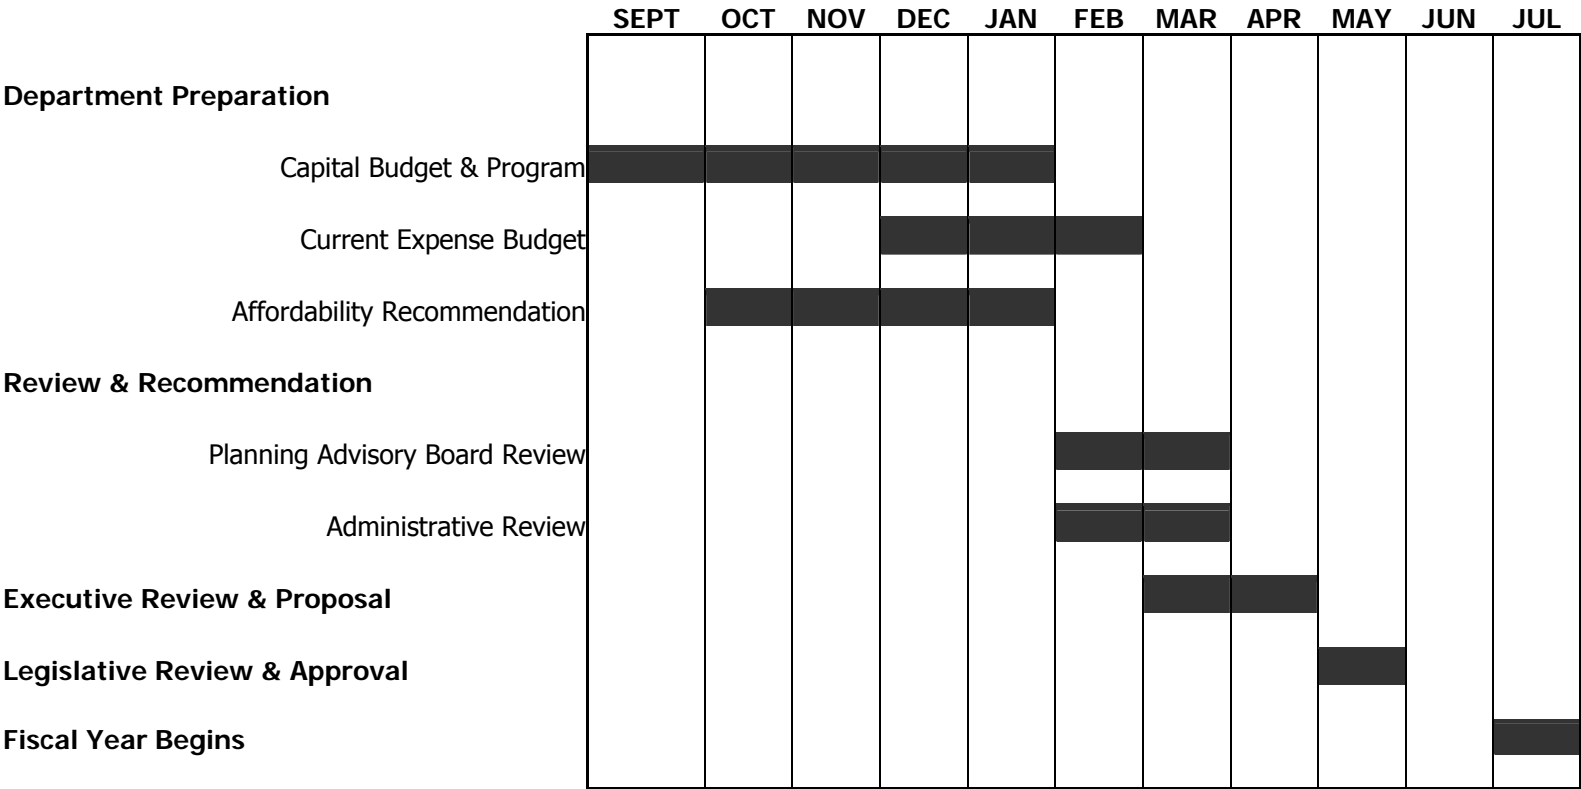 SEPT OCT NOV DEC JAN FEB MAR APR MAY JUN JUL
Department Preparation
Capital Budget & Program
Current Expense Budget
Affordability Recommendation
Review & Recommendation
Planning Advisory Board Review
Administrative Review
Executive Review & Proposal
Legislative Review & Approval
Fiscal Year Begins